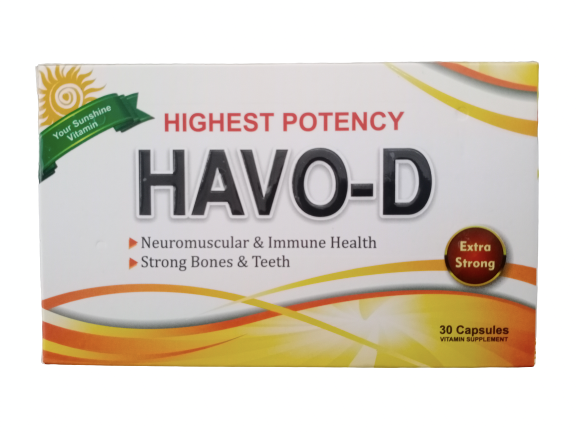 Your Sunshine
Vitamin
HIGHEST POTENCY
HAVO-D
Neuromuscular & Immune Health
Strong Bones & Teeth
Extra
Strong
30 Capsules
VITAMIN SUPPLEMENT